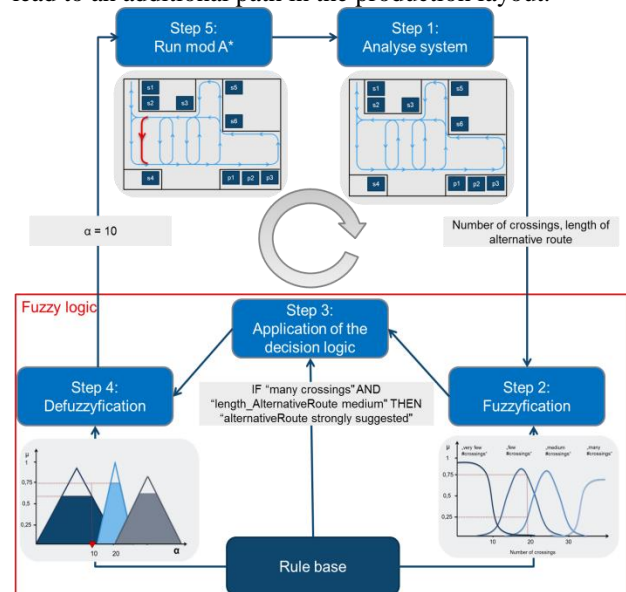 lead to an additional path in the production layout.
Step 5:
Run mod A*
Step 1:
Analyse system
s1
s2
s3
s5
s6
s4
p1
p2
p3
s1
s2
s3
s5
s6
s4
p1
p2
p3
α = 10
Number of crossings, length of
alternative route
Fuzzy logic
Step 3:
Application of the
decision logic
Step 4:
Defuzzyfication
IF “many crossings” AND
“length_AlternativeRoute medium” THEN
“alternativeRoute strongly suggested”
Step 2:
Fuzzyfication
μ
1
0,75
0,5
0,25
10
20
α
μ
„very few
#crossings“
„few
#crossings“
„medium
#crossings“
„many
#crossings“
1
0,75
0,25
10
20
30
Number of crossings
Rule base